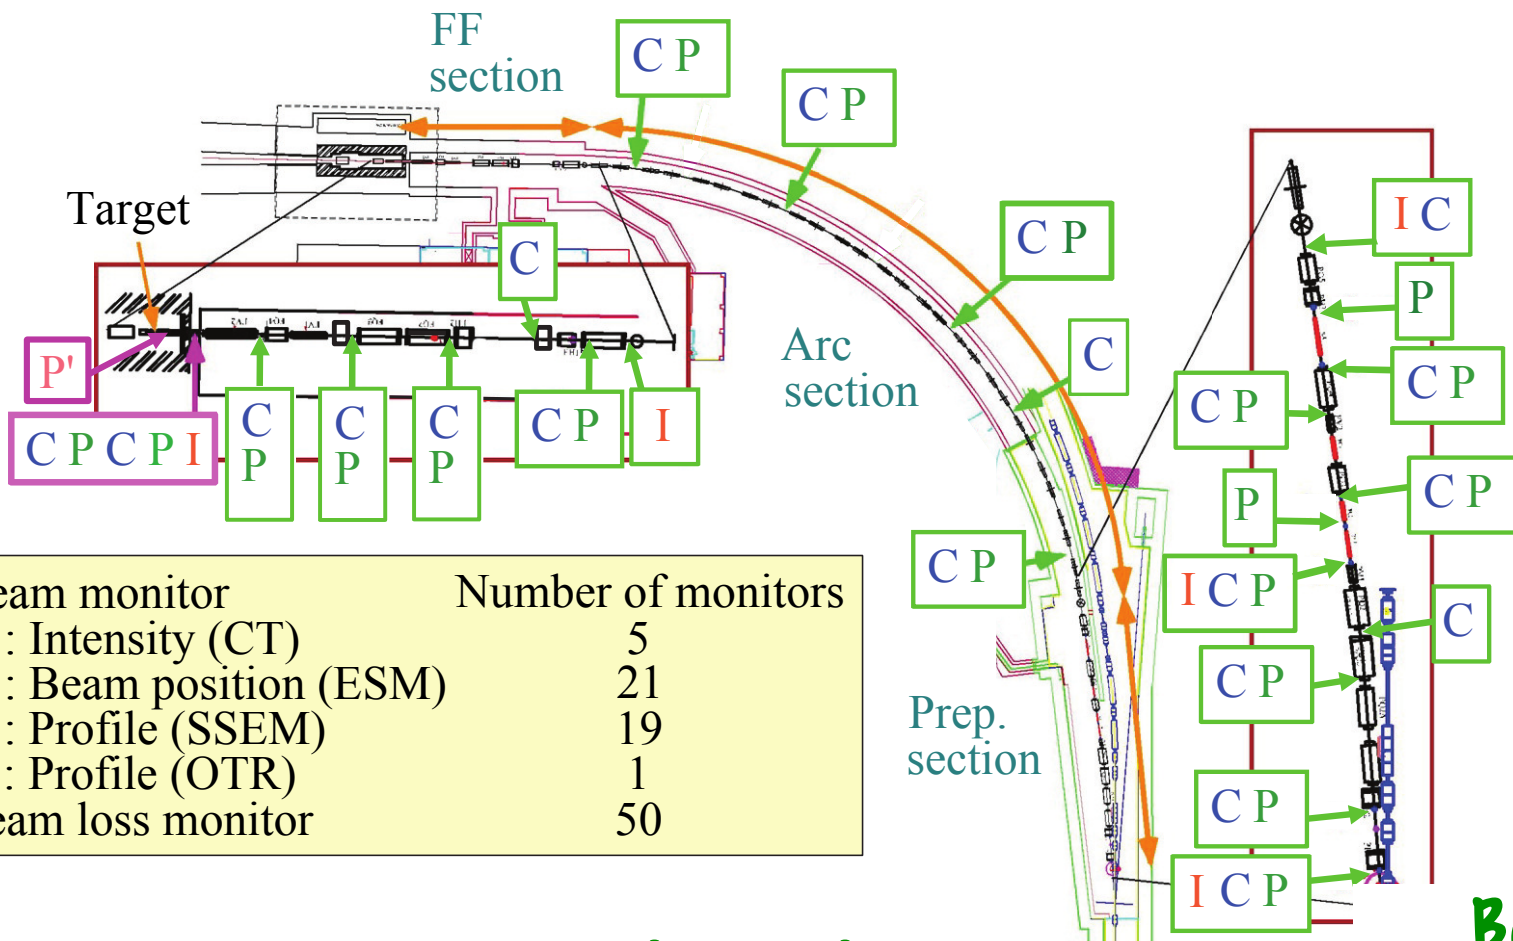 FF
section
C P
C P
Target
C
C P
I C
P
Arc
section
C
C P
C P
P'
C P C P I
C
P
C
P
C
P
C P
I
C P
P
C P
I C P
C
C P
Prep.
section
C P
I C P
eam monitor Number of monitors
: Intensity (CT) 5
: Beam position (ESM) 21
: Profile (SSEM) 19
: Profile (OTR) 1
eam loss monitor 50